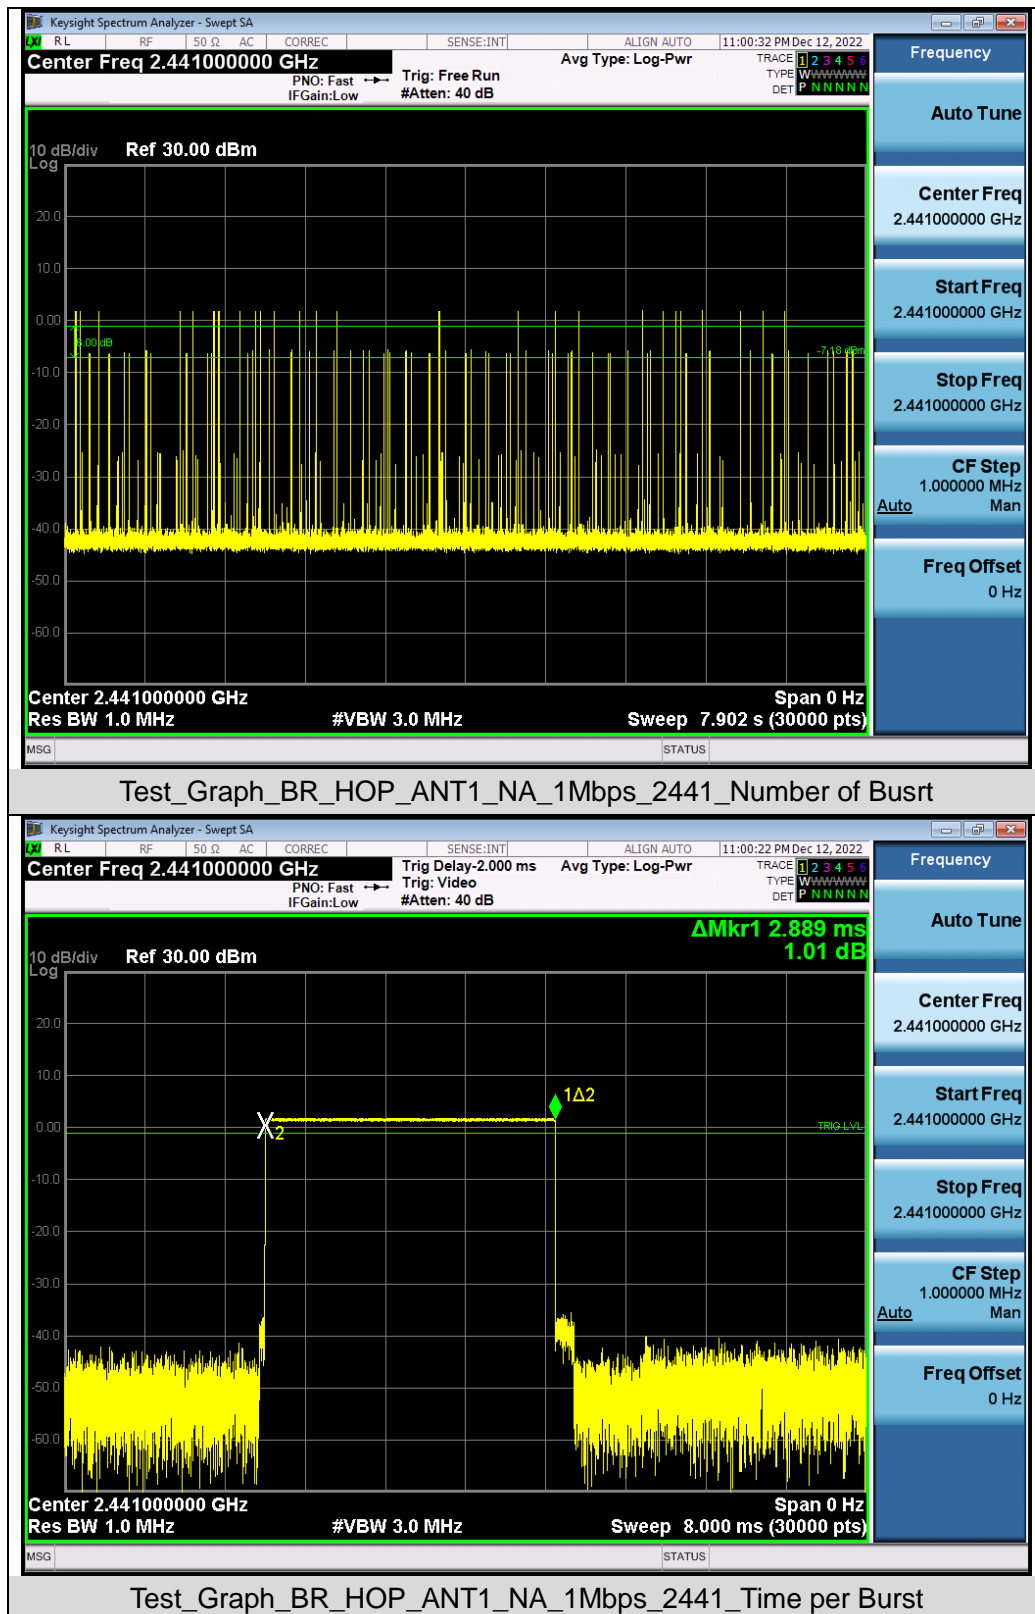 Keysight Spectrum Analyzer - Swept SA
LXI RL RF 50 Ω AC CORREC SENSE:INT ALIGN AUTO 11:00:32 PM Dec 12, 2022
Center Freq 2.441000000 GHz
PNO: Fast
IFGain:Low
Trig: Free Run
#Atten: 40 dB
Avg Type: Log-Pwr
TRACE 1 2 3 4 5 6
TYPE WWWWWW
DET P N N N N N
10 dB/div Ref 30.00 dBm
Log
20.0
10.0
0.00
-10.0
-20.0
-30.0
-40.0
-50.0
-60.0
6.00 dB
-7.18 dBm
Center 2.441000000 GHz Span 0 Hz
Res BW 1.0 MHz #VBW 3.0 MHz Sweep 7.902 s (30000 pts)
MSG STATUS
Frequency
Auto Tune
Center Freq
2.441000000 GHz
Start Freq
2.441000000 GHz
Stop Freq
2.441000000 GHz
CF Step
1.000000 MHz
Auto Man
Freq Offset
0 Hz
Test_Graph_BR_HOP_ANT1_NA_1Mbps_2441_Number of Busrt
Keysight Spectrum Analyzer - Swept SA
LXI RL RF 50 Ω AC CORREC SENSE:INT ALIGN AUTO 11:00:22 PM Dec 12, 2022
Center Freq 2.441000000 GHz
PNO: Fast
IFGain:Low
Trig Delay-2.000 ms
Trig: Video
#Atten: 40 dB
Avg Type: Log-Pwr
TRACE 1 2 3 4 5 6
TYPE WWWWWW
DET P N N N N N
ΔMkr1 2.889 ms
1.01 dB
10 dB/div Ref 30.00 dBm
Log
20.0
10.0
0.00
-10.0
-20.0
-30.0
-40.0
-50.0
-60.0
1Δ2
2
TRIG LVL
Center 2.441000000 GHz Span 0 Hz
Res BW 1.0 MHz #VBW 3.0 MHz Sweep 8.000 ms (30000 pts)
MSG STATUS
Frequency
Auto Tune
Center Freq
2.441000000 GHz
Start Freq
2.441000000 GHz
Stop Freq
2.441000000 GHz
CF Step
1.000000 MHz
Auto Man
Freq Offset
0 Hz
Test_Graph_BR_HOP_ANT1_NA_1Mbps_2441_Time per Burst